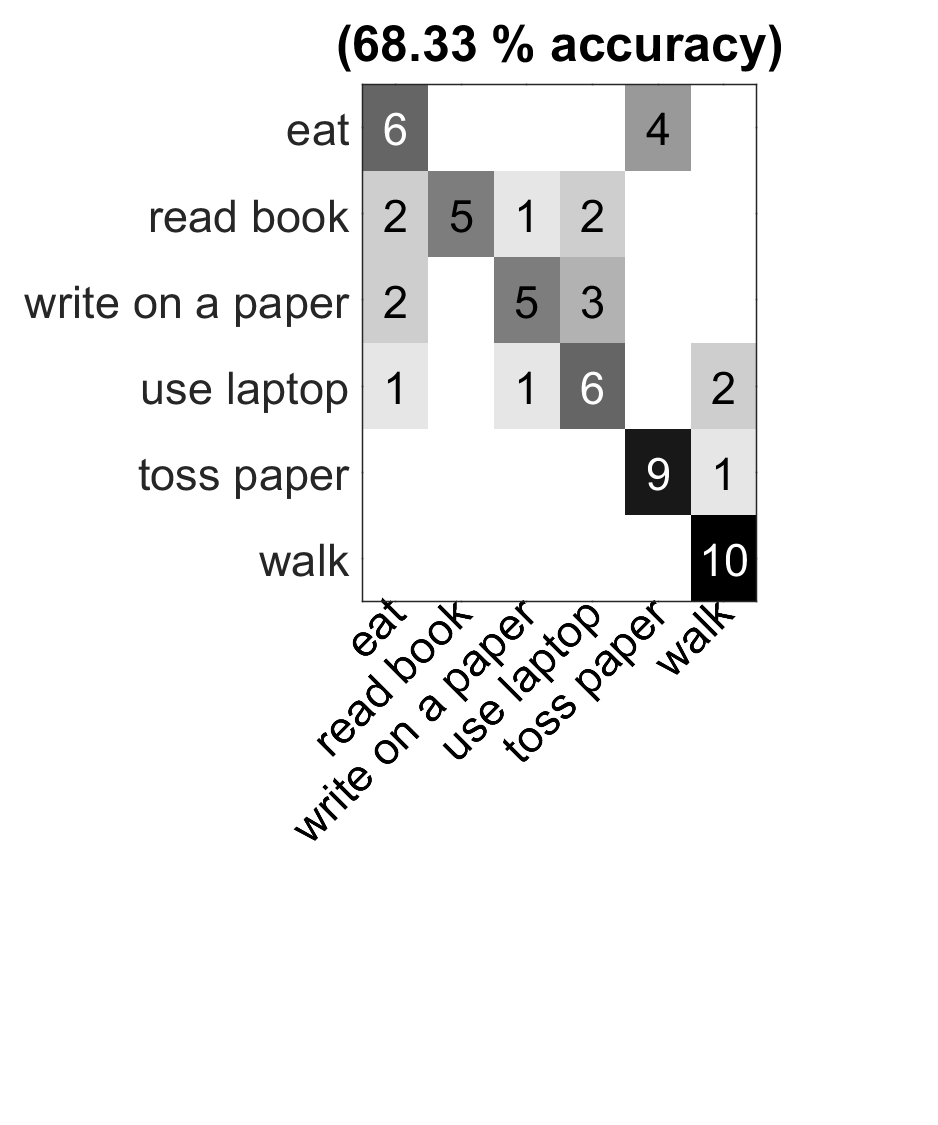 (68.33 % accuracy)
eat 6 4
read book 2 5 1 2
write on a paper 2 5 3
use laptop 1 1 6 2
toss paper 9 1
walk 10
eat
read book
write on a paper
use laptop
toss paper
walk